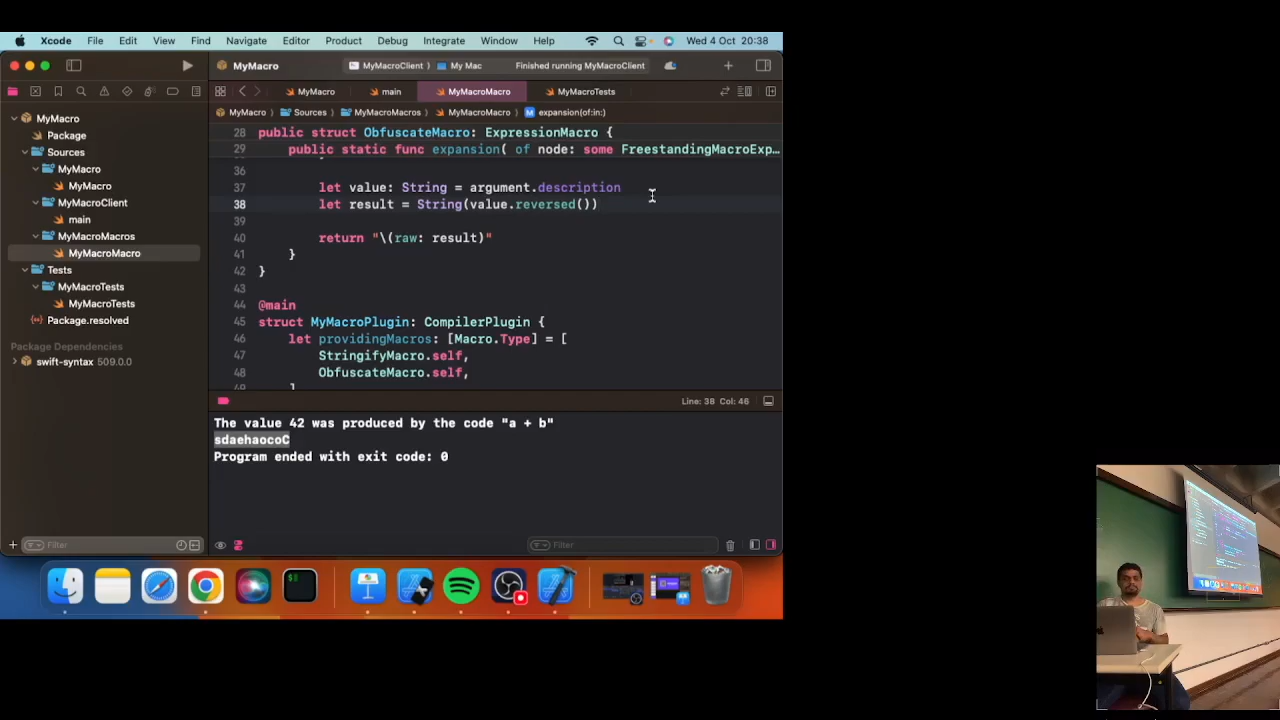 Xcode File Edit View Find Navigate Editor Product Debug Integrate Window Help Wed 4 Oct 20:38
MyMacro MyMacroClient My Mac Finished running MyMacroClient
MyMacro main MyMacroMacro MyMacroTests
MyMacro Sources MyMacroMacros MyMacroMacro M expansion(of:in:)
MyMacro
Package
Sources
MyMacro
MyMacro
MyMacroClient
main
MyMacroMacros
MyMacroMacro
Tests
MyMacroTests
MyMacroTests
Package.resolved
Package Dependencies
swift-syntax 509.0.0
Filter
28 public struct ObfuscateMacro: ExpressionMacro {
29 public static func expansion( of node: some FreestandingMacroExp…
36
37 let value: String = argument.description
38 let result = String(value.reversed())
39
40 return "\(raw: result)"
41 }
42 }
43
44 @main
45 struct MyMacroPlugin: CompilerPlugin {
46 let providingMacros: [Macro.Type] = [
47 StringifyMacro.self,
48 ObfuscateMacro.self,
49 ]
Line: 38 Col: 46
The value 42 was produced by the code "a + b"
sdaehaocoC
Program ended with exit code: 0
Filter